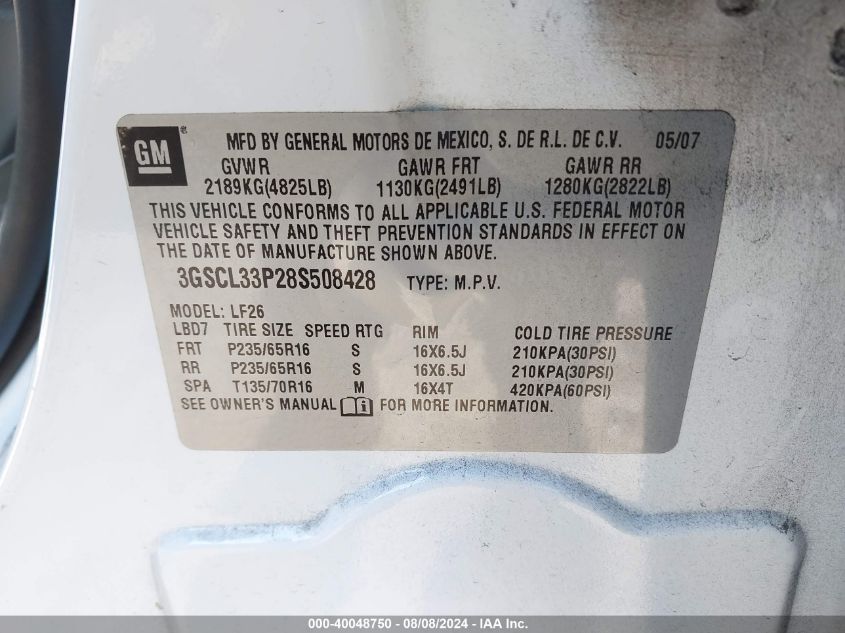 GM
MFD BY GENERAL MOTORS DE MEXICO, S. DE R.L. DE C.V. 05/07
GVWR GAWR FRT GAWR RR
2189KG(4825LB) 1130KG(2491LB) 1280KG(2822LB)
THIS VEHICLE CONFORMS TO ALL APPLICABLE U.S. FEDERAL MOTOR
VEHICLE SAFETY AND THEFT PREVENTION STANDARDS IN EFFECT ON
THE DATE OF MANUFACTURE SHOWN ABOVE.
3GSCL33P28S508428 TYPE: M.P.V.
MODEL: LF26
LBD7 TIRE SIZE SPEED RTG RIM COLD TIRE PRESSURE
FRT P235/65R16 S 16X6.5J 210KPA(30PSI)
RR P235/65R16 S 16X6.5J 210KPA(30PSI)
SPA T135/70R16 M 16X4T 420KPA(60PSI)
SEE OWNER'S MANUAL FOR MORE INFORMATION.
000-40048750 - 08/08/2024 - IAA Inc.